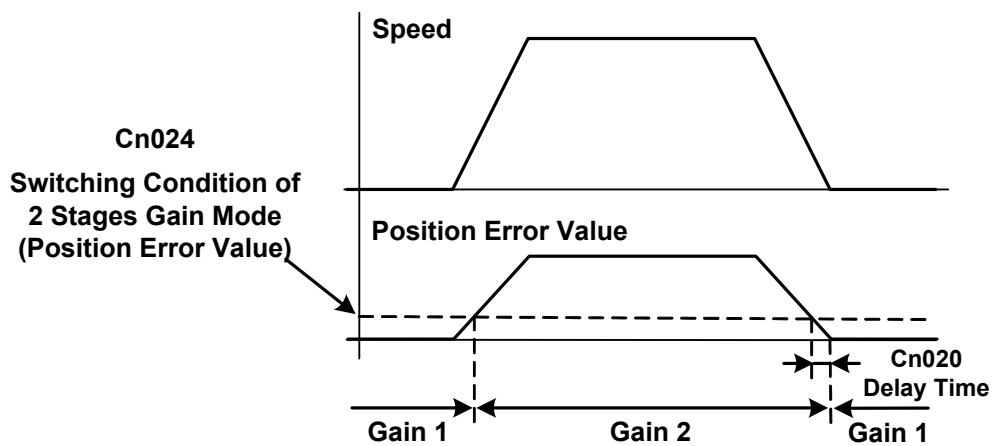 Speed
Cn024
Switching Condition of
2 Stages Gain Mode
(Position Error Value)
Position Error Value
Cn020
Delay Time
Gain 1
Gain 2
Gain 1